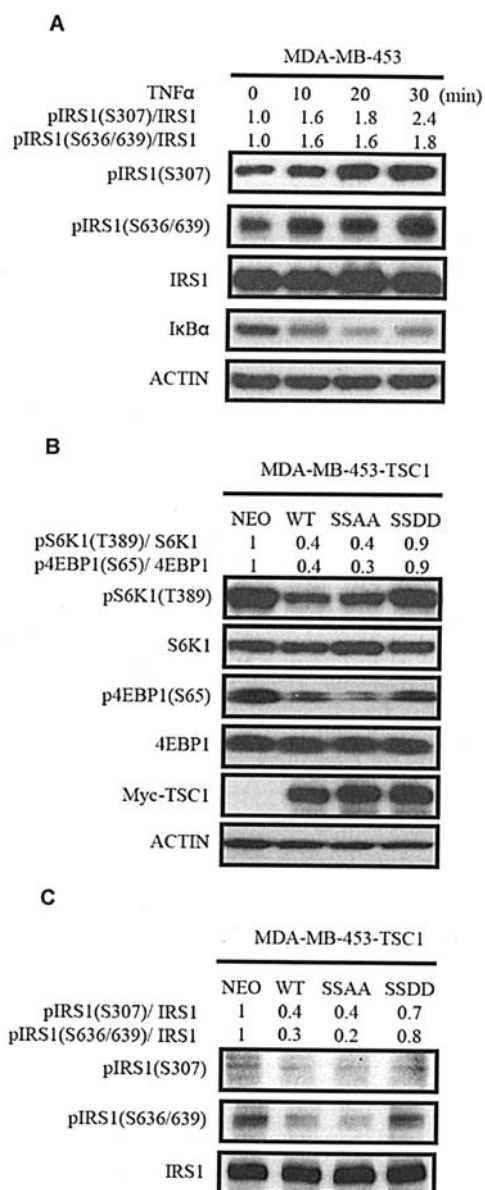 A
MDA-MB-453
TNFα 0 10 20 30 (min)
pIRS1(S307)/IRS1 1.0 1.6 1.8 2.4
pIRS1(S636/639)/IRS1 1.0 1.6 1.6 1.8
pIRS1(S307)
pIRS1(S636/639)
IRS1
IκBα
ACTIN
B
MDA-MB-453-TSC1
NEO WT SSAA SSDD
pS6K1(T389)/ S6K1 1 0.4 0.4 0.9
p4EBP1(S65)/ 4EBP1 1 0.4 0.3 0.9
pS6K1(T389)
S6K1
p4EBP1(S65)
4EBP1
Myc-TSC1
ACTIN
C
MDA-MB-453-TSC1
NEO WT SSAA SSDD
pIRS1(S307)/ IRS1 1 0.4 0.4 0.7
pIRS1(S636/639)/ IRS1 1 0.3 0.2 0.8
pIRS1(S307)
pIRS1(S636/639)
IRS1